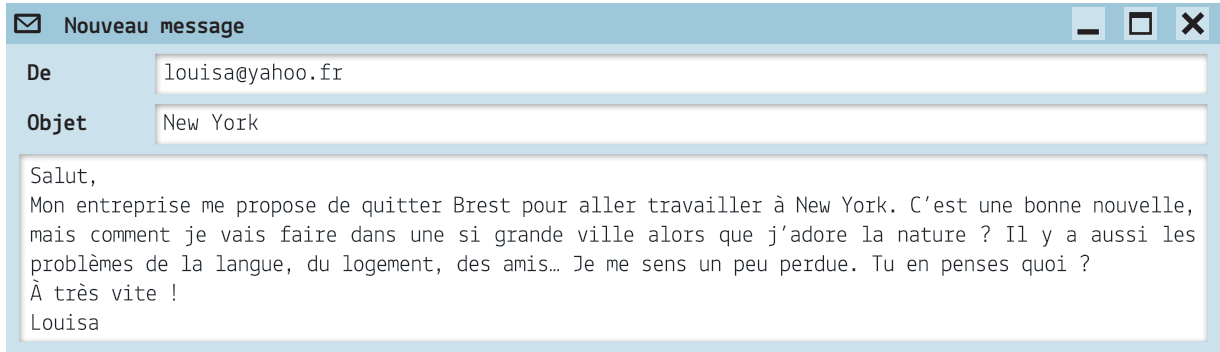 Nouveau message
De
louisa@yahoo.fr
Objet
New York
Salut,
Mon entreprise me propose de quitter Brest pour aller travailler à New York. C'est une bonne nouvelle,
mais comment je vais faire dans une si grande ville alors que j'adore la nature ? Il y a aussi les
problèmes de la langue, du logement, des amis… Je me sens un peu perdue. Tu en penses quoi ?
À très vite !
Louisa